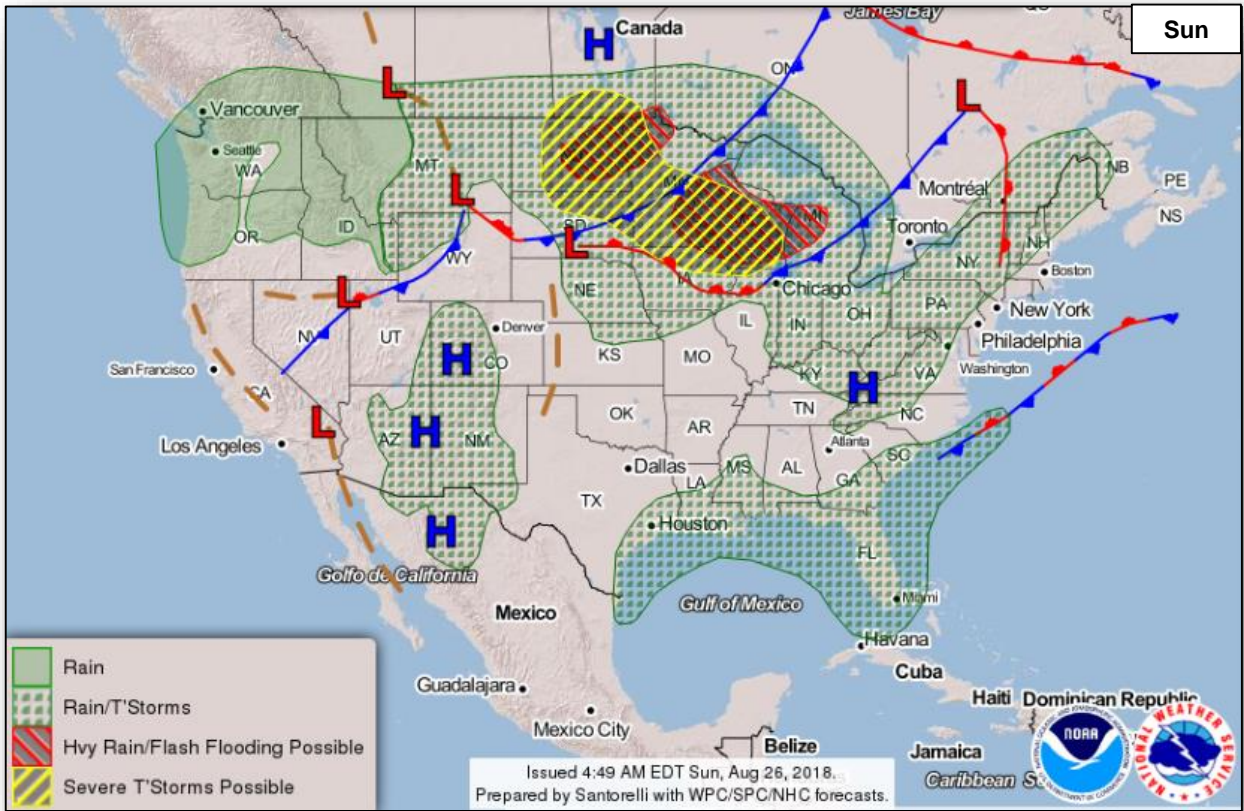 James Bay
Sun
H
Canada
ON
L
L
Vancouver
Seattle
WA
MT
Montréal
NB
PE
NS
L
MI
OR
ID
SD
Toronto
NH
WY
L
NY
Boston
L
NE
IA
Chicago
PA
New York
NV
UT
Denver
IL
IN
OH
Philadelphia
San Francisco
H
CO
KS
MO
KY
VA
Washington
CA
H
L
OK
TN
NC
Los Angeles
AZ
H
NM
AR
Atlanta
SC
Dallas
LA
MS
AL
GA
TX
Houston
H
FL
Golfo de California
Mexico
Gulf of Mexico
Miami
Havana
Cuba
Guadalajara
Haiti
Dominican Republic
Mexico City
Belize
Jamaica
Caribbean
Rain
Rain/T'Storms
Hvy Rain/Flash Flooding Possible
Severe T'Storms Possible
Issued 4:49 AM EDT Sun, Aug 26, 2018.
Prepared by Santorelli with WPC/SPC/NHC forecasts.
NOAA
NATIONAL WEATHER SERVICE